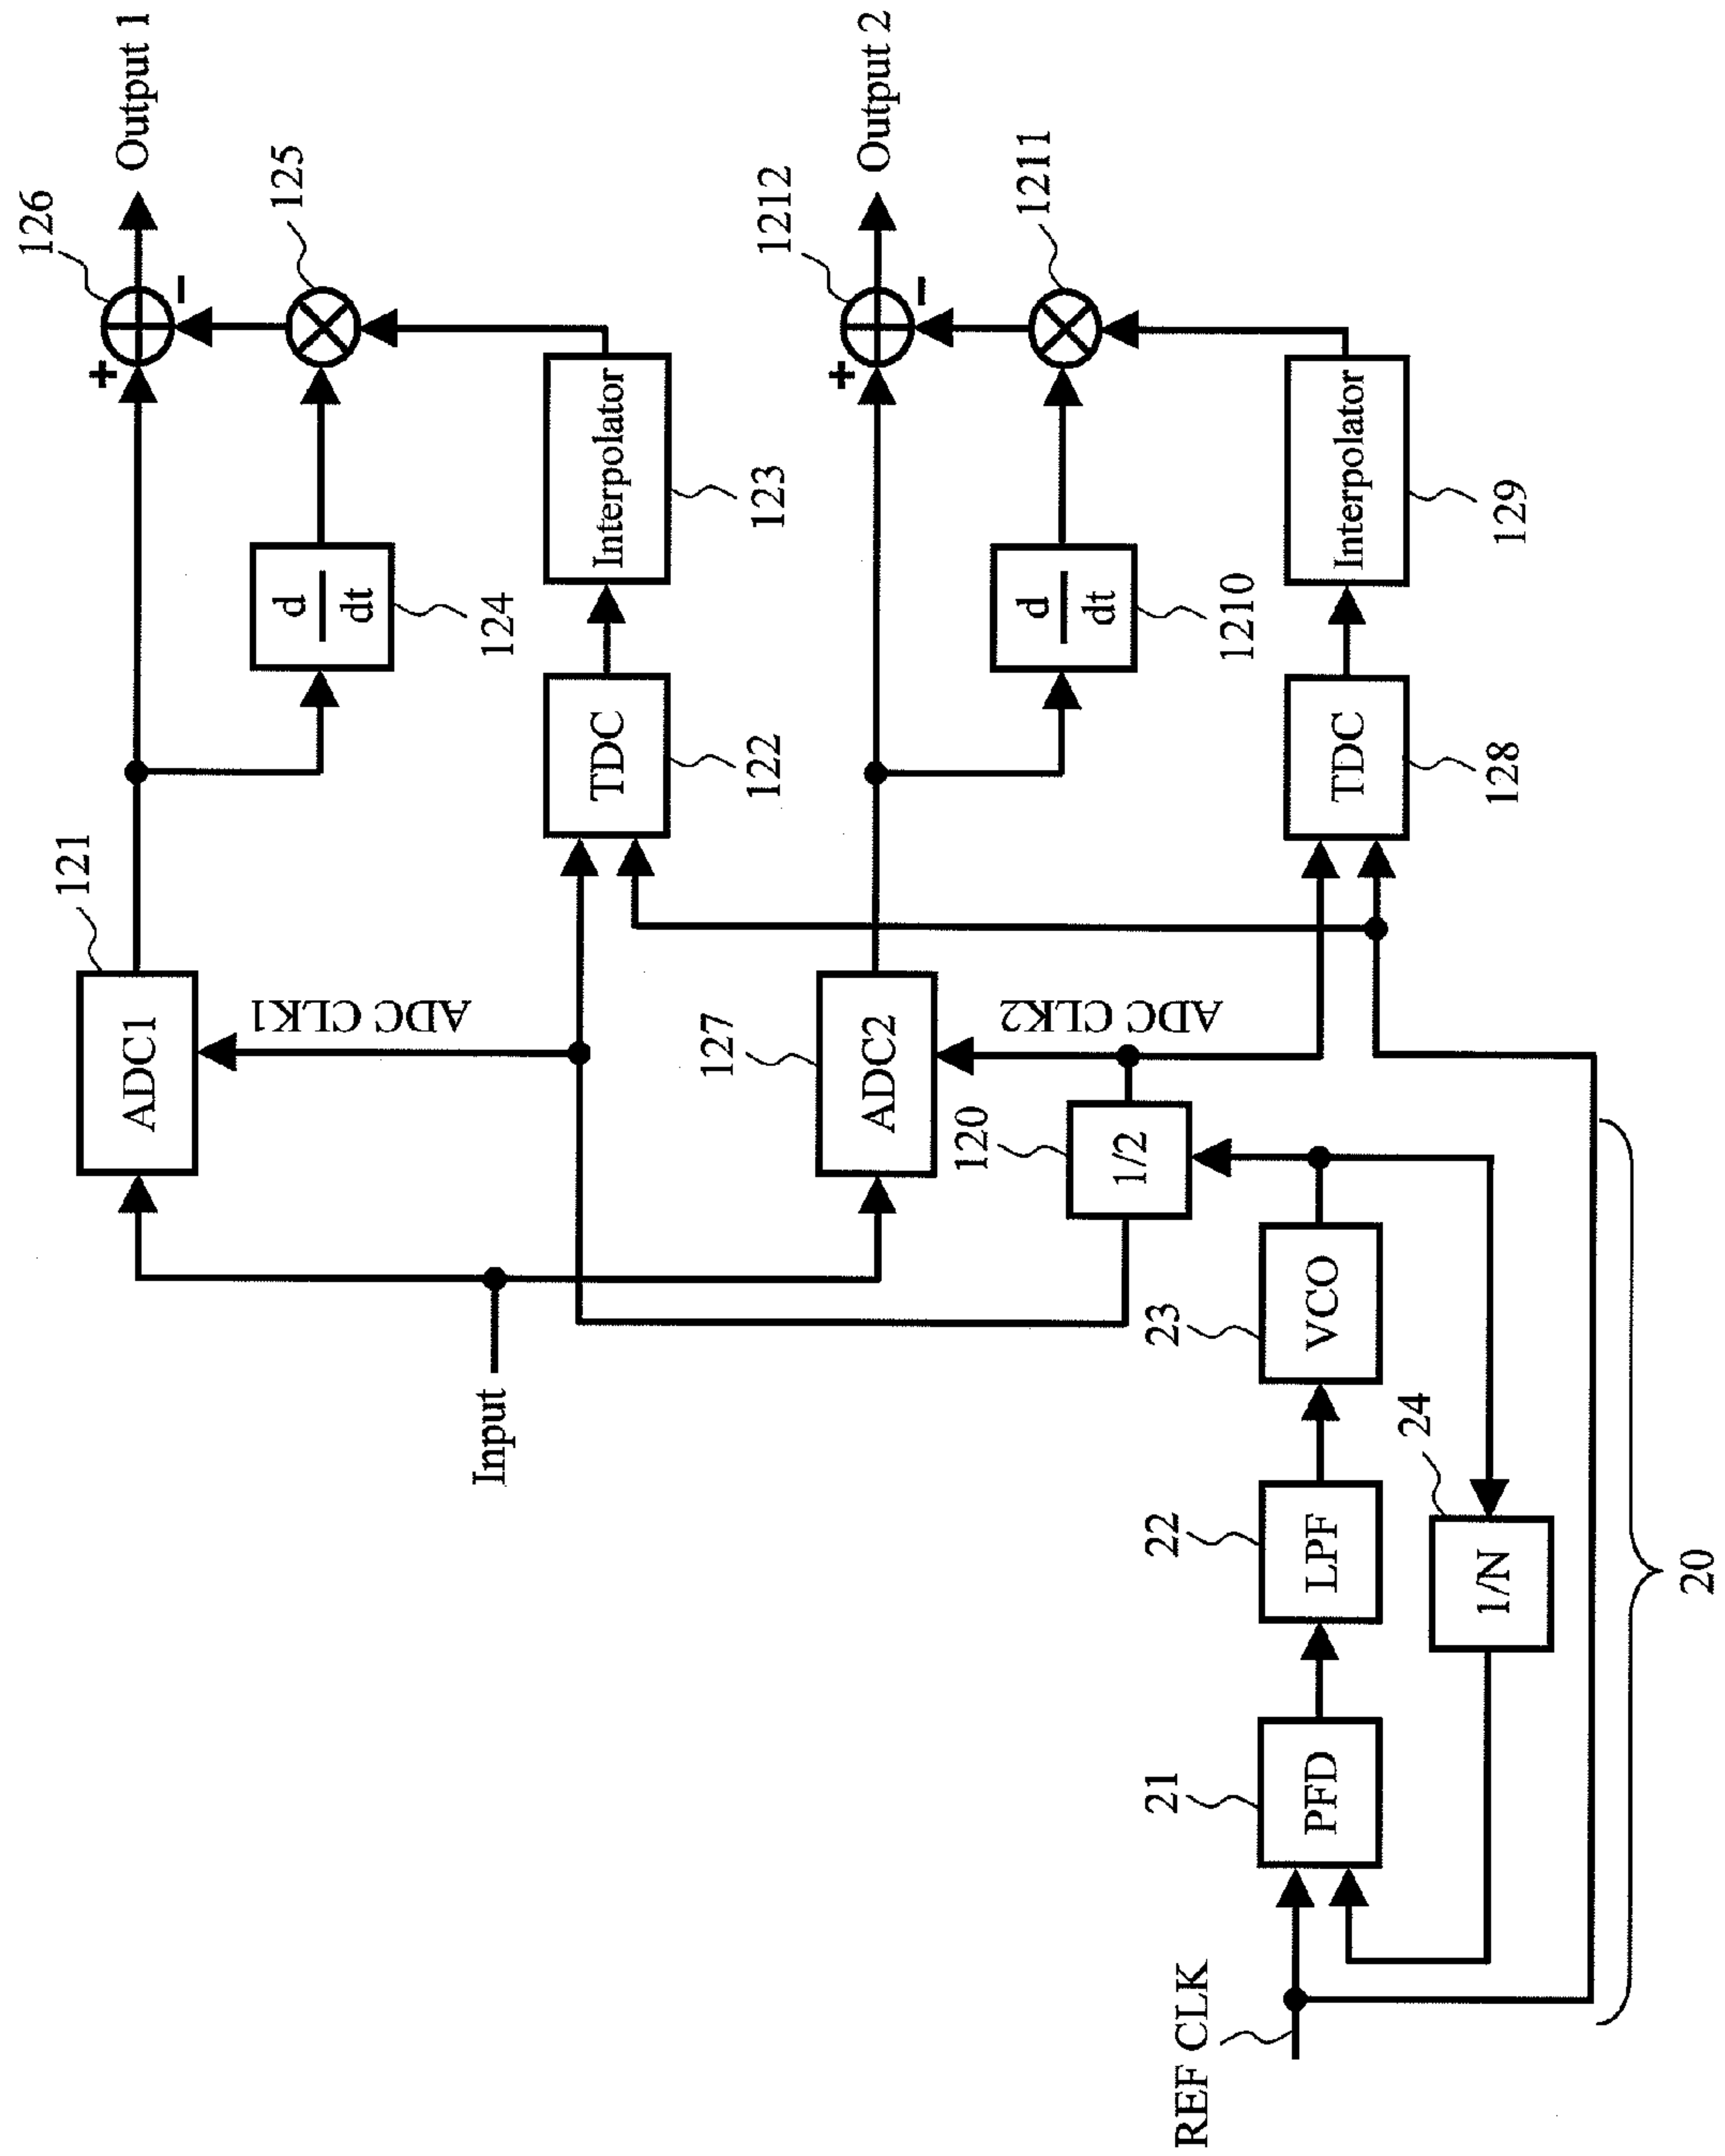 Output 1
126
+
−
125
121
ADC1
d
dt
124
ADC CLK1
TDC
122
Interpolator
123
Input
Output 2
1212
+
−
1211
127
ADC2
d
dt
1210
ADC CLK2
TDC
128
Interpolator
129
120
1/2
REF CLK
21
PFD
22
LPF
23
VCO
24
1/N
20